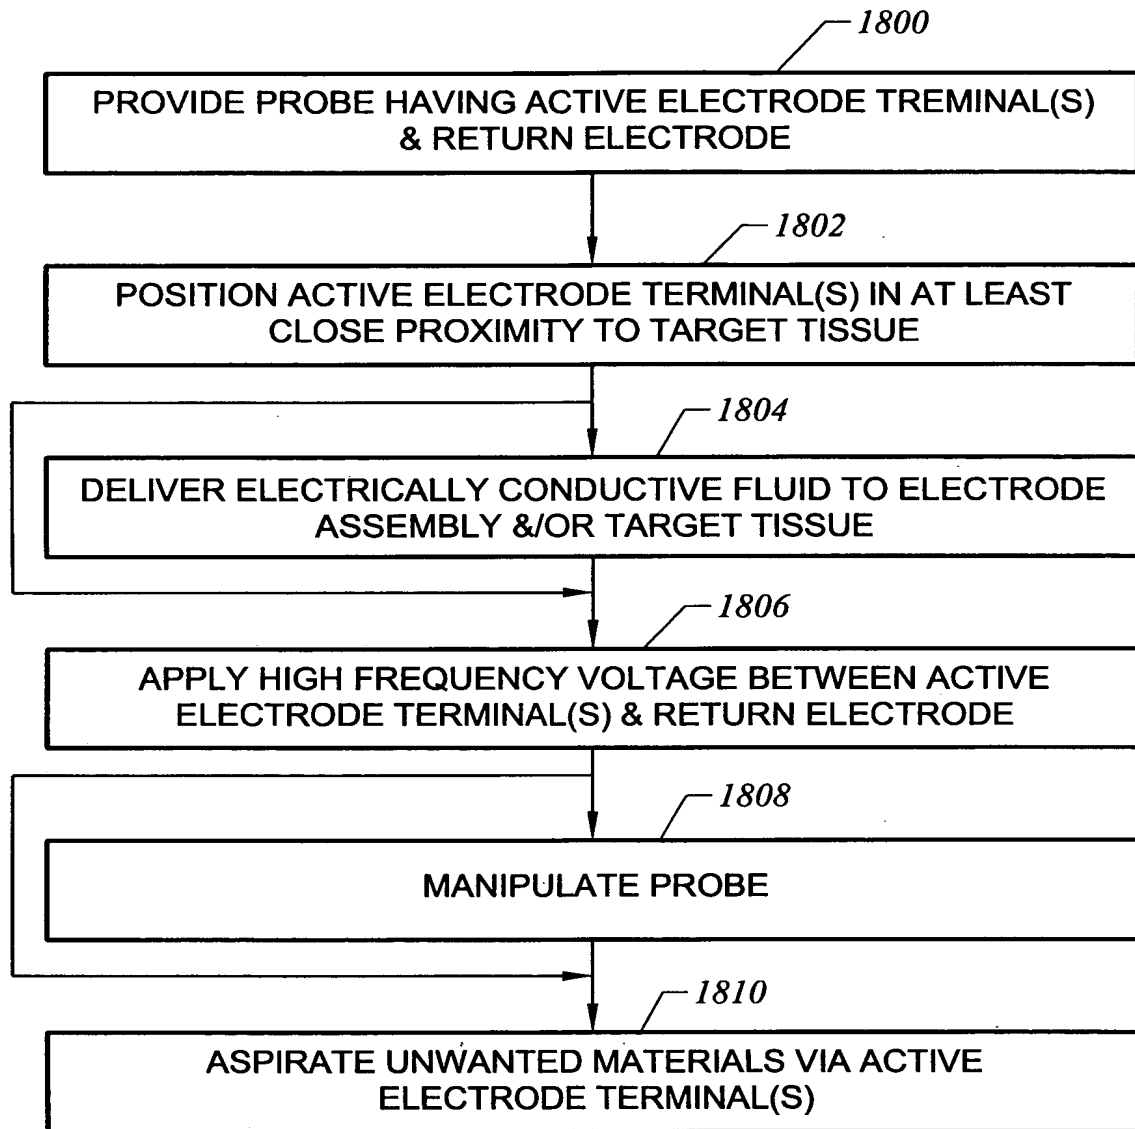 1800
PROVIDE PROBE HAVING ACTIVE ELECTRODE TREMINAL(S)
& RETURN ELECTRODE
1802
POSITION ACTIVE ELECTRODE TERMINAL(S) IN AT LEAST
CLOSE PROXIMITY TO TARGET TISSUE
1804
DELIVER ELECTRICALLY CONDUCTIVE FLUID TO ELECTRODE
ASSEMBLY &/OR TARGET TISSUE
1806
APPLY HIGH FREQUENCY VOLTAGE BETWEEN ACTIVE
ELECTRODE TERMINAL(S) & RETURN ELECTRODE
1808
MANIPULATE PROBE
1810
ASPIRATE UNWANTED MATERIALS VIA ACTIVE
ELECTRODE TERMINAL(S)